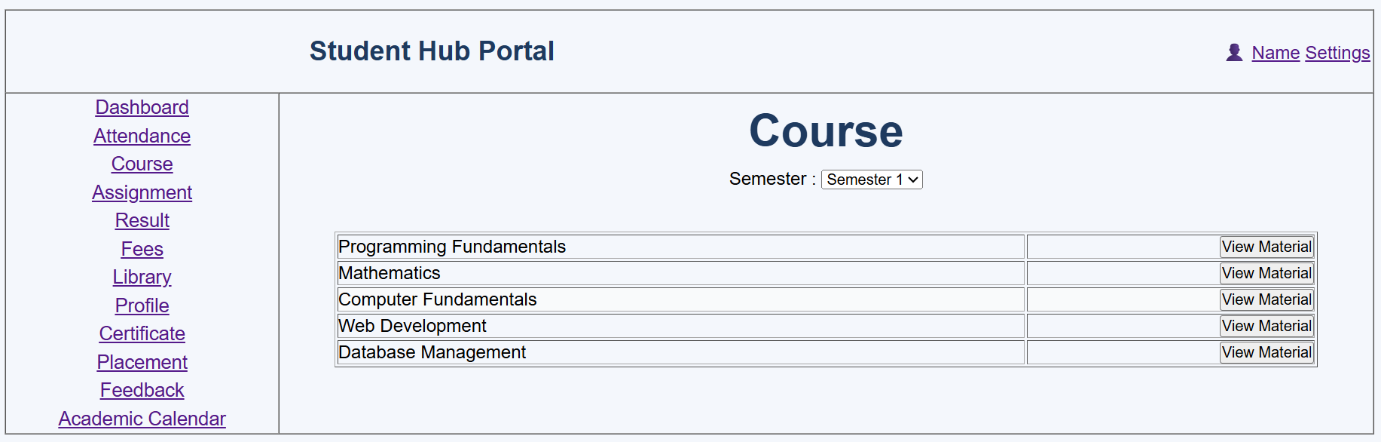 Student Hub Portal
Name Settings
Dashboard
Attendance
Course
Assignment
Result
Fees
Library
Profile
Certificate
Placement
Feedback
Academic Calendar
Course
Semester : Semester 1
Programming Fundamentals View Material
Mathematics View Material
Computer Fundamentals View Material
Web Development View Material
Database Management View Material